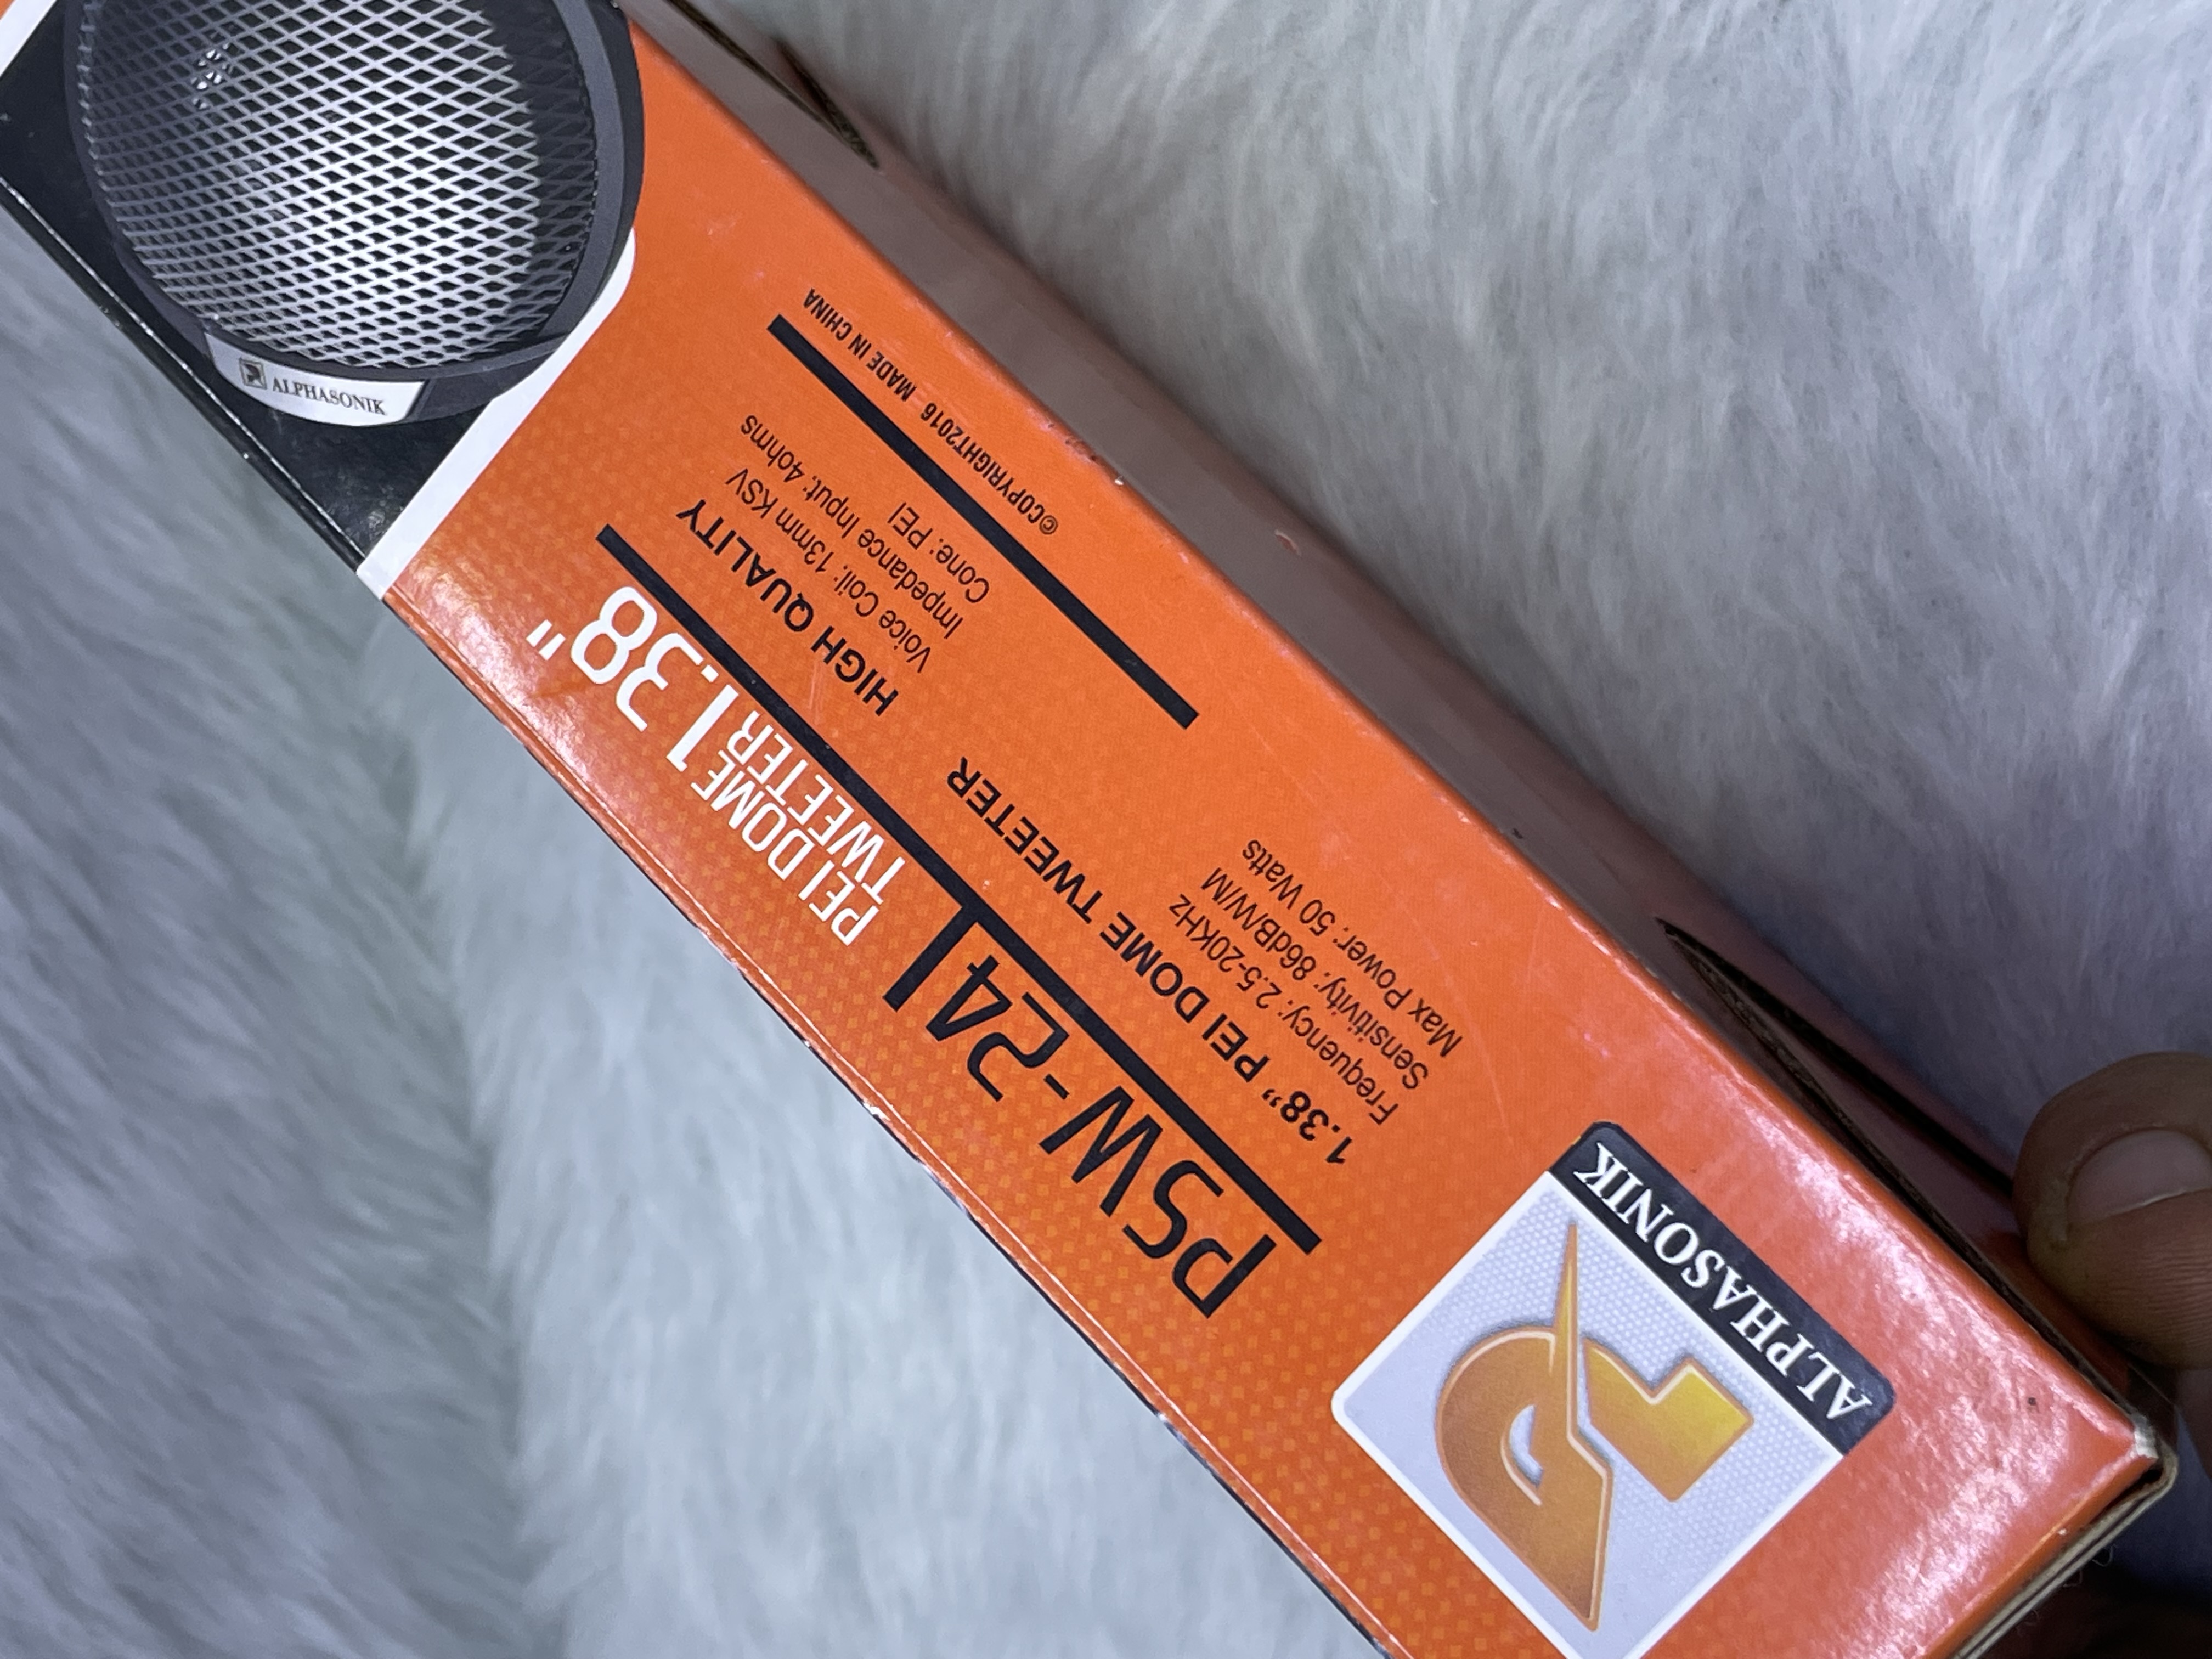 ALPHASONIK
PSW-24L
PEI DOME
TWEETER
1.38"
1.38” PEI DOME TWEETER
Frequency: 2.5-20KHz
Sensitivity: 86dB/W/M
Max Power: 50 Watts
HIGH QUALITY
Voice Coil: 13mm KSV
Impedance Input: 4ohms
Cone: PEI
©COPYRIGHT2016 MADE IN CHINA
ALPHASONIK